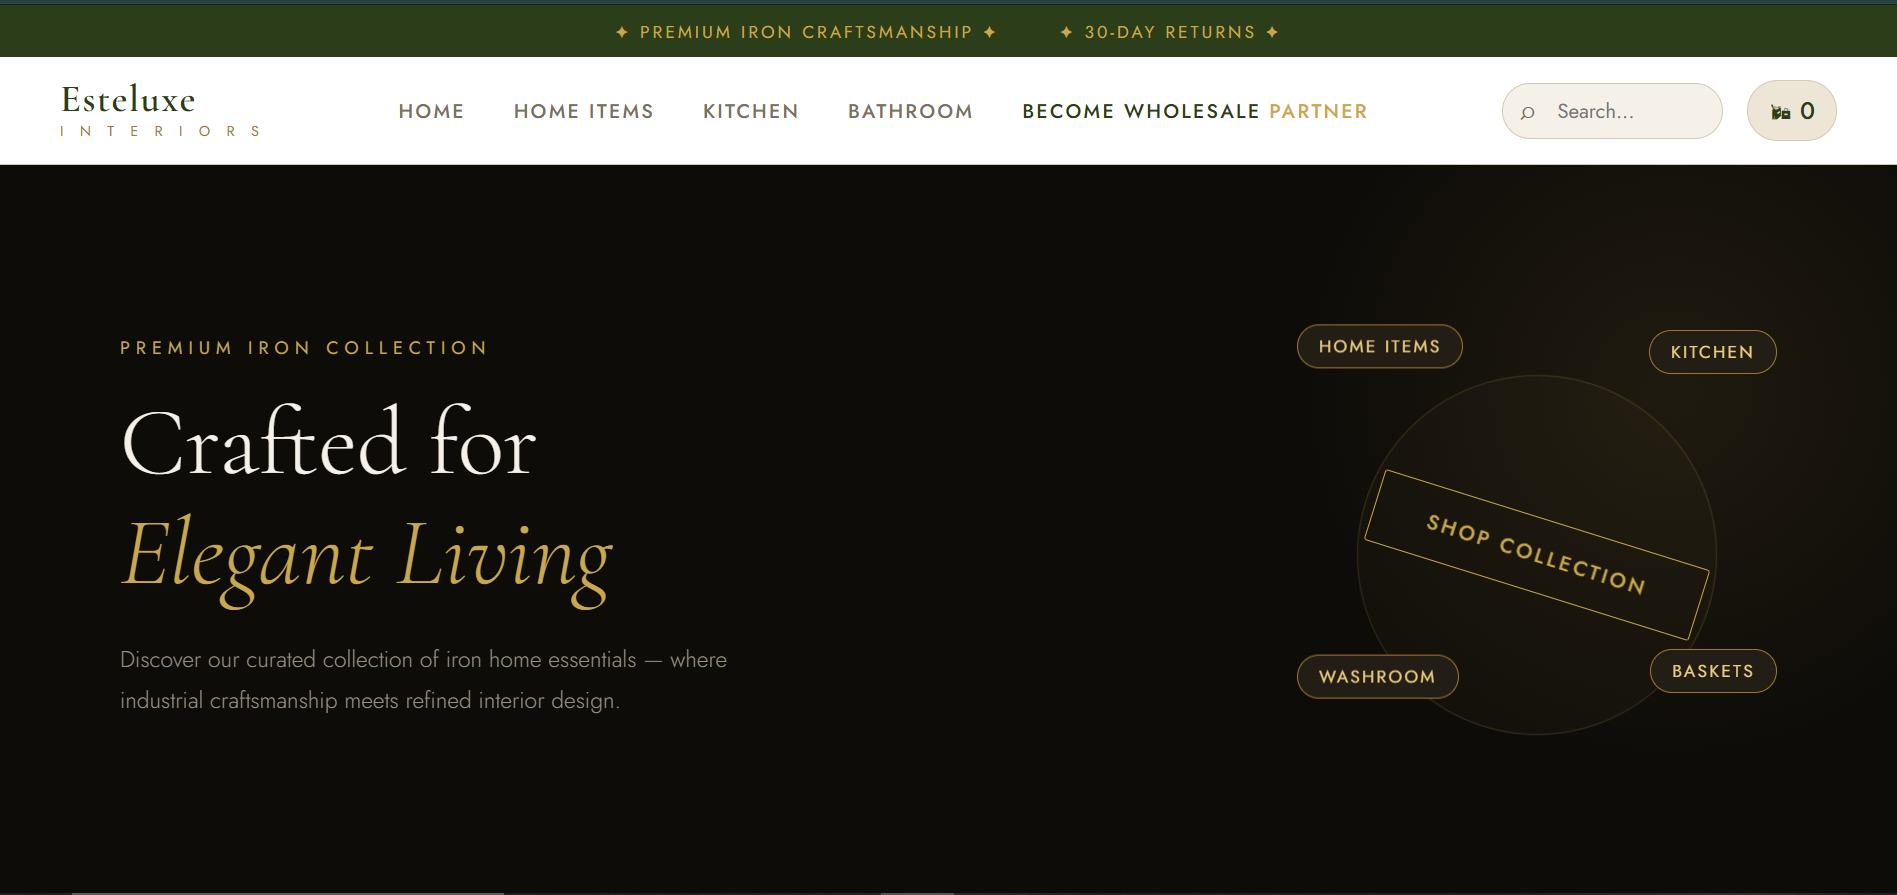 ✦ PREMIUM IRON CRAFTSMANSHIP ✦ ✦ 30-DAY RETURNS ✦
Esteluxe
INTERIORS
HOME HOME ITEMS KITCHEN BATHROOM BECOME WHOLESALE PARTNER
Search...
0
PREMIUM IRON COLLECTION
Crafted for
Elegant Living
Discover our curated collection of iron home essentials — where
industrial craftsmanship meets refined interior design.
HOME ITEMS
KITCHEN
SHOP COLLECTION
WASHROOM
BASKETS